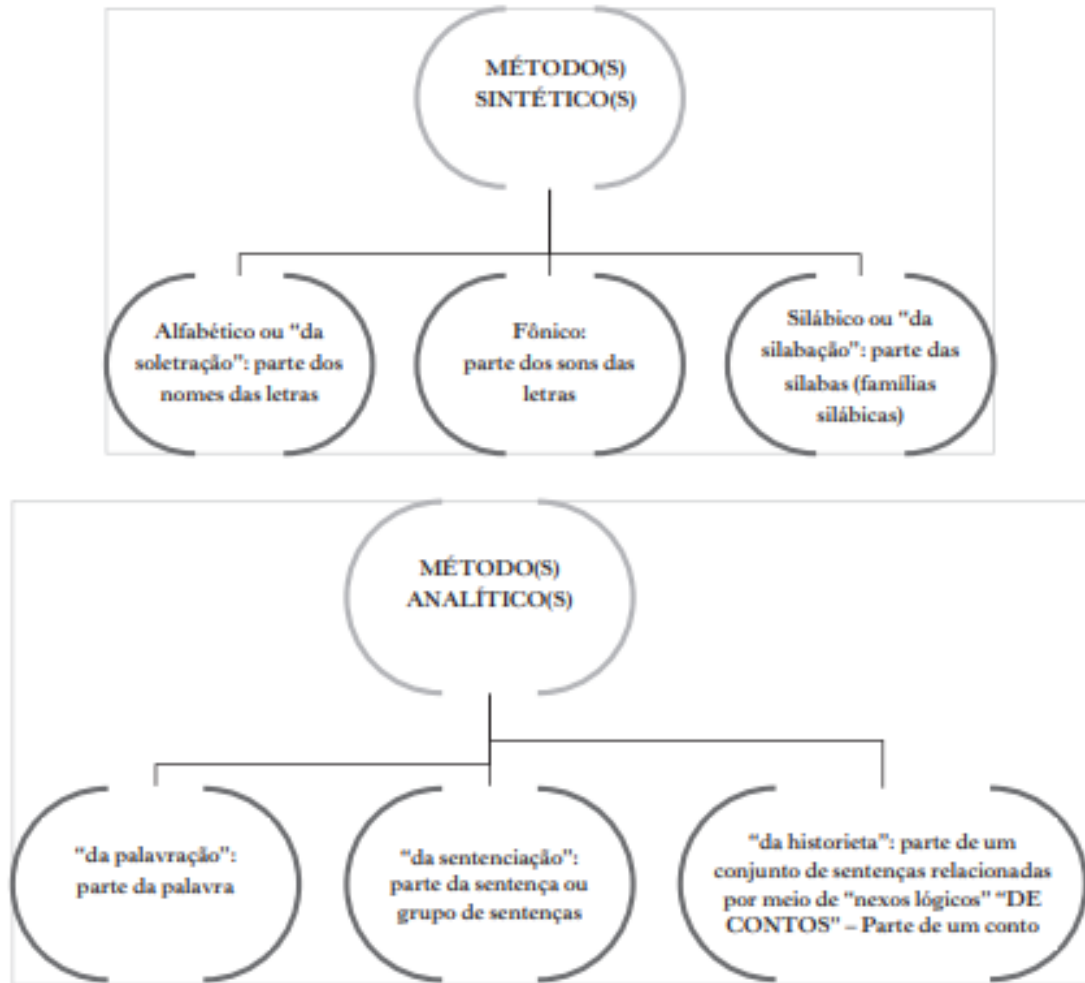 MÉTODO(S)
SINTÉTICO(S)
Alfabético ou “da
soletração”: parte dos
nomes das letras
Fônico:
parte dos sons das
letras
Silábico ou “da
silabação”: parte das
sílabas (famílias
silábicas)
MÉTODO(S)
ANALÍTICO(S)
“da palavração”:
parte da palavra
“da sentenciação”:
parte da sentença ou
grupo de sentenças
“da historieta”: parte de um
conjunto de sentenças relacionadas
por meio de “nexos lógicos” “DE
CONTOS” – Parte de um conto